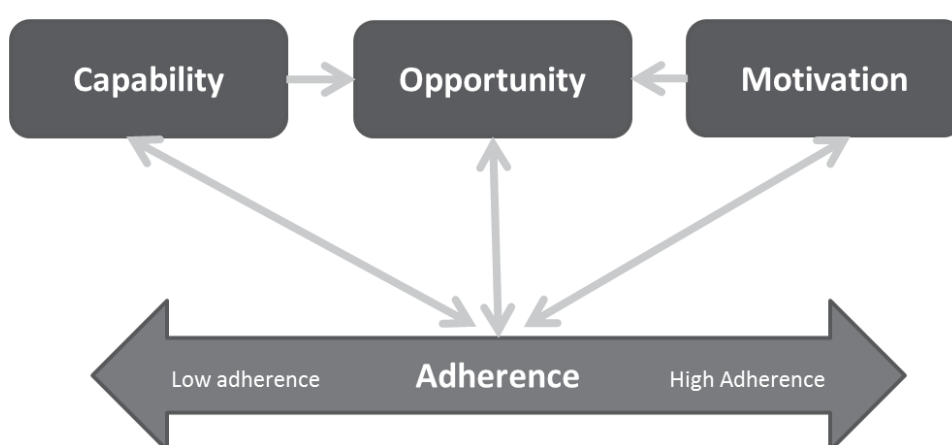 Capability
Opportunity
Motivation
Low adherence
Adherence
High Adherence